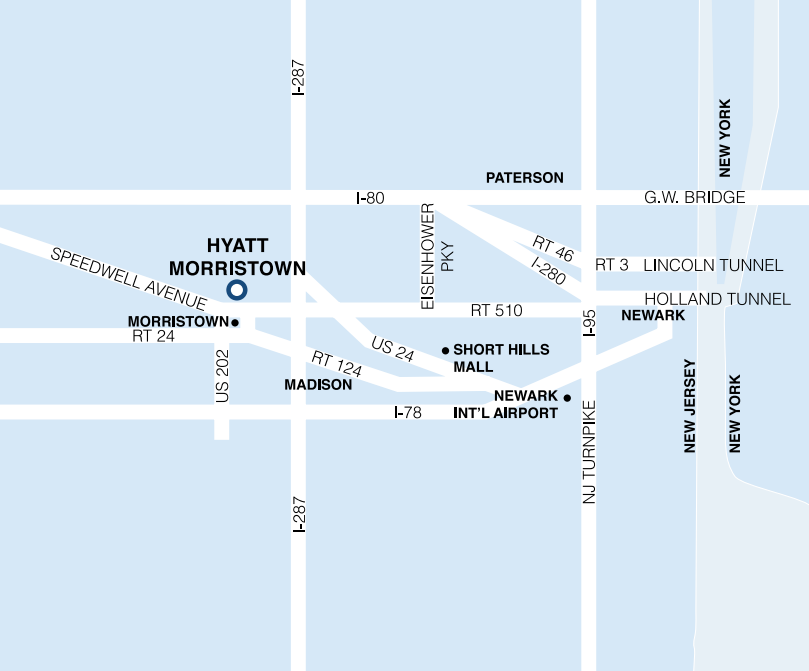 I-287
NEW YORK
PATERSON
I-80
G.W. BRIDGE
HYATT
MORRISTOWN
EISENHOWER
PKY
RT 46
I-280
RT 3
LINCOLN TUNNEL
SPEEDWELL AVENUE
HOLLAND TUNNEL
RT 510
NEWARK
MORRISTOWN
RT 24
I-95
US 24
SHORT HILLS
MALL
RT 124
US 202
MADISON
NEWARK
INT'L AIRPORT
I-78
NJ TURNPIKE
NEW JERSEY
NEW YORK
I-287